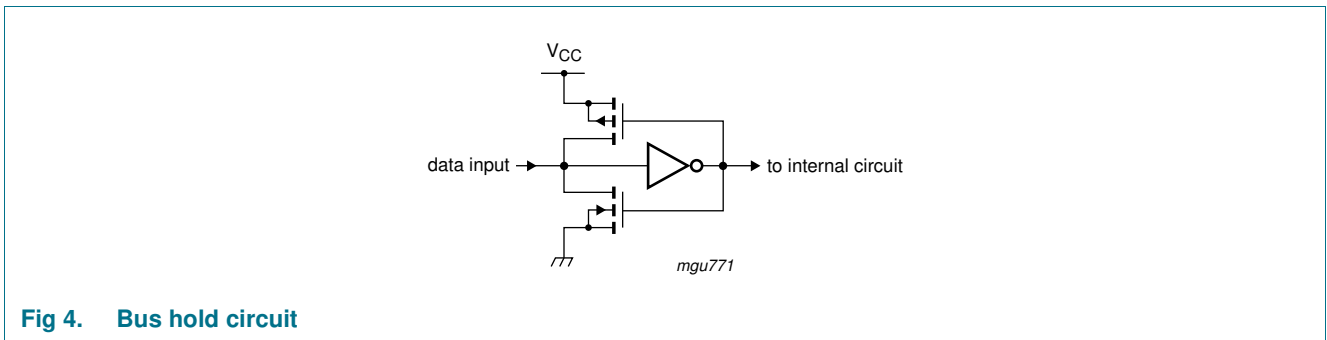 VCC
data input
to internal circuit
mgu771
Fig 4. Bus hold circuit